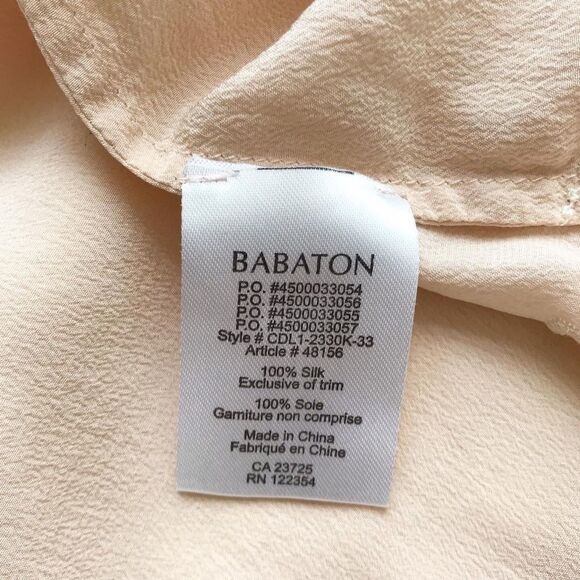 BABATON
P.O. #4500033054
P.O. #4500033056
P.O. #4500033055
P.O. #4500033057
Style # CDL1-2330K-33
Article # 48156
100% Silk
Exclusive of trim
100% Soie
Garniture non comprise
Made in China
Fabriqué en Chine
CA 23725
RN 122354